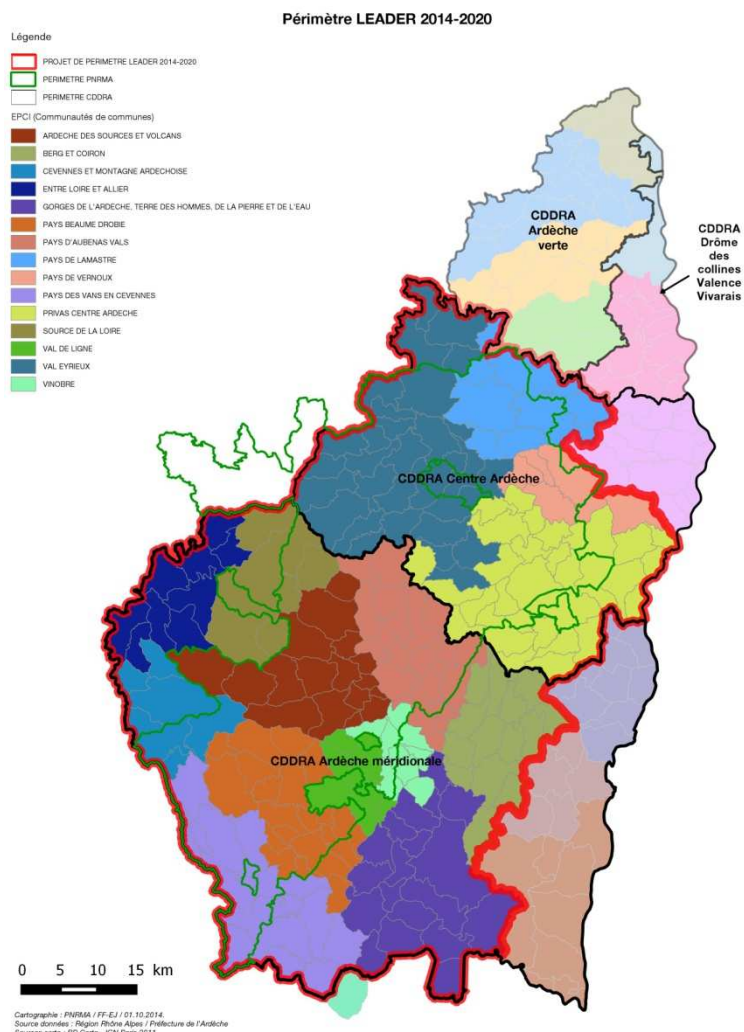 Périmètre LEADER 2014-2020
Légende
PROJET DE PERIMETRE LEADER 2014-2020
PERIMETRE PNRMA
PERIMETRE CDDRA
EPCI (Communautés de communes)
ARDECHE DES SOURCES ET VOLCANS
BERG ET COIRON
CEVENNES ET MONTAGNE ARDECHOISE
ENTRE LOIRE ET ALLIER
GORGES DE L'ARDECHE, TERRE DES HOMMES, DE LA PIERRE ET DE L'EAU
PAYS BEAUME DROBIE
PAYS D'AUBENAS VALS
PAYS DE LAMASTRE
PAYS DE VERNOUX
PAYS DES VANS EN CEVENNES
PRIVAS CENTRE ARDECHE
SOURCE DE LA LOIRE
VAL DE LIGNE
VAL EYRIEUX
VINOBRE
CDDRA
Ardèche
verte
CDDRA
Drôme
des
collines
Valence
Vivarais
CDDRA Centre Ardèche
CDDRA Ardèche méridionale
0 5 10 15 km
Cartographie : PNRMA / FF-EJ / 01.10.2014.
Source données : Région Rhône Alpes / Préfecture de l'Ardèche